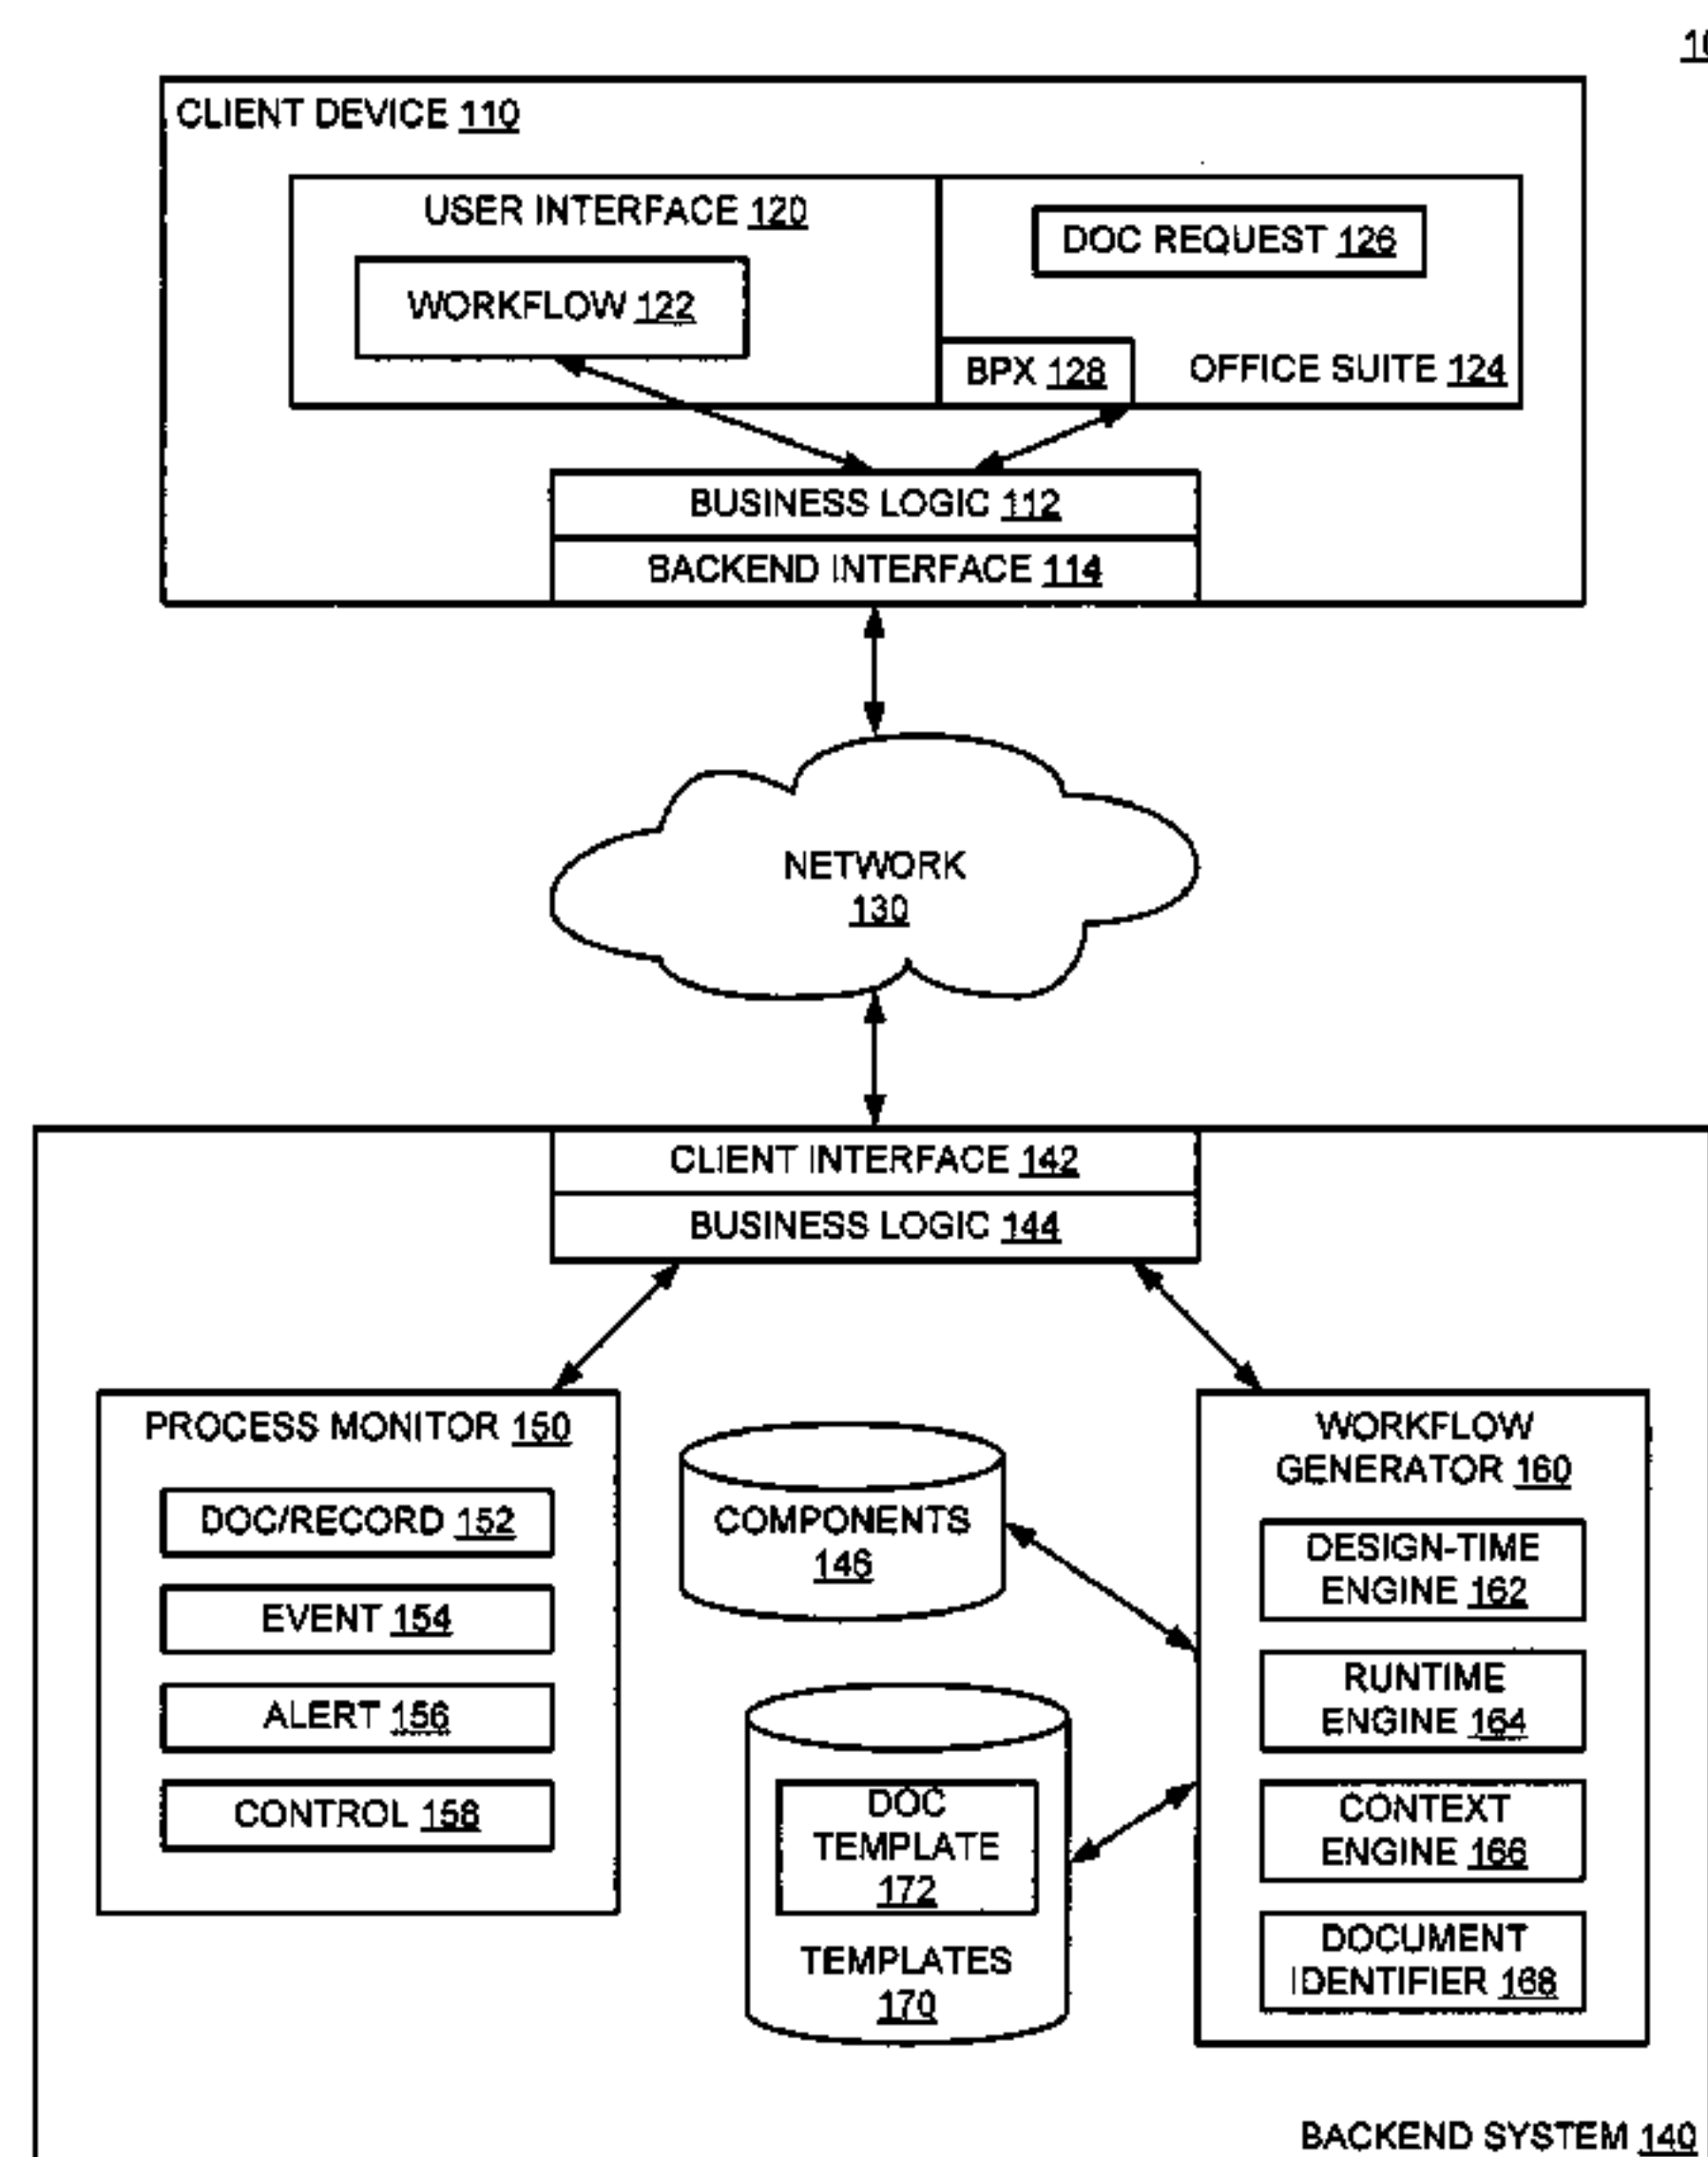 CLIENT DEVICE 110
USER INTERFACE 120
WORKFLOW 122
DOC REQUEST 126
BPX 128
OFFICE SUITE 124
BUSINESS LOGIC 112
BACKEND INTERFACE 114
NETWORK
130
CLIENT INTERFACE 142
BUSINESS LOGIC 144
PROCESS MONITOR 150
DOC/RECORD 152
EVENT 154
ALERT 156
CONTROL 158
COMPONENTS
146
DOC
TEMPLATE
172
TEMPLATES
170
WORKFLOW
GENERATOR 160
DESIGN-TIME
ENGINE 162
RUNTIME
ENGINE 164
CONTEXT
ENGINE 166
DOCUMENT
IDENTIFIER 168
BACKEND SYSTEM 140